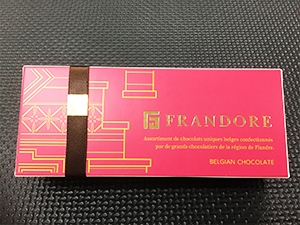 FRANDORE
Assortiment de chocolats uniques belges confectionnés
par de grands chocolatiers de la région de Flandre.
BELGIAN CHOCOLATE